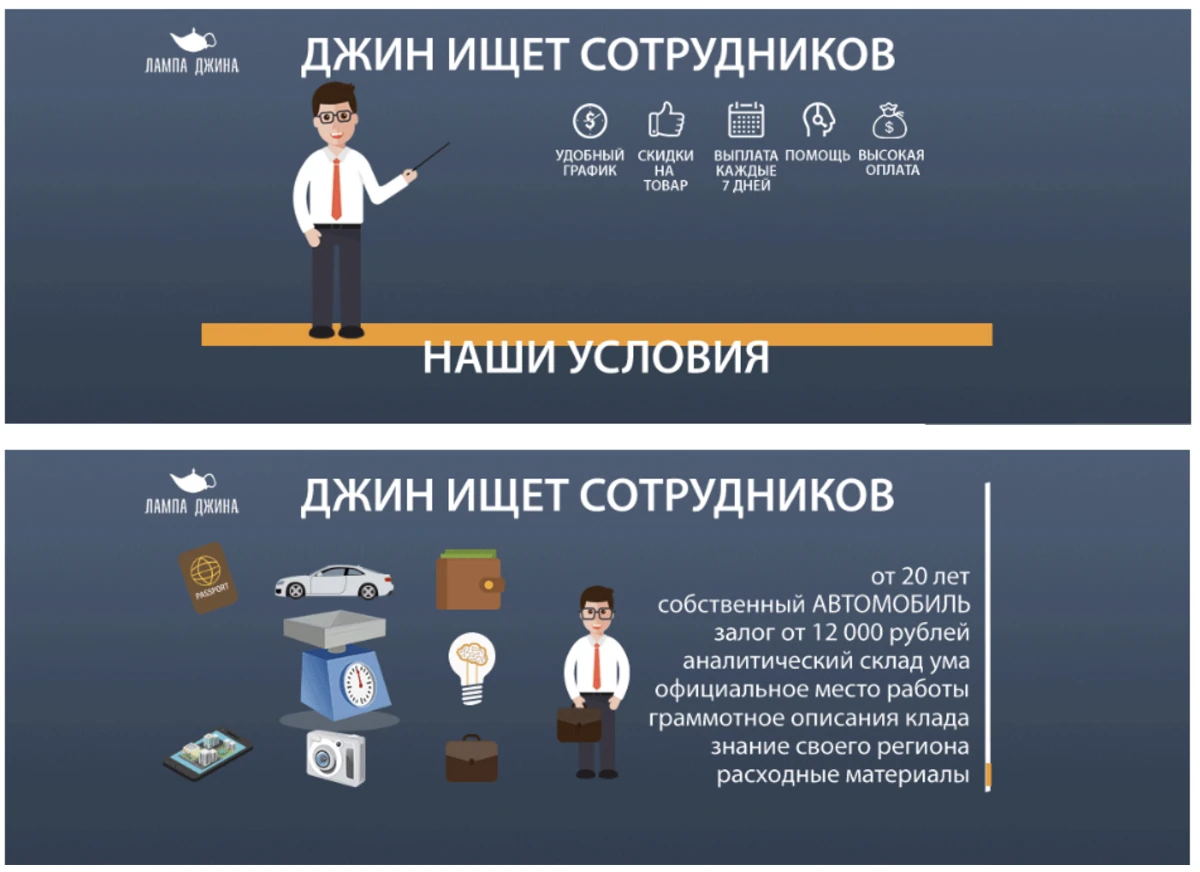 ЛАМПА ДЖИНА
ДЖИН ИЩЕТ СОТРУДНИКОВ
УДОБНЫЙ
ГРАФИК
СКИДКИ
НА
ТОВАР
ВЫПЛАТА
КАЖДЫЕ
7 ДНЕЙ
ПОМОЩЬ
ВЫСОКАЯ
ОПЛАТА
НАШИ УСЛОВИЯ
ЛАМПА ДЖИНА
ДЖИН ИЩЕТ СОТРУДНИКОВ
PASSPORT
от 20 лет
собственный АВТОМОБИЛЬ
залог от 12 000 рублей
аналитический склад ума
официальное место работы
граммотное описания клада
знание своего региона
расходные материалы